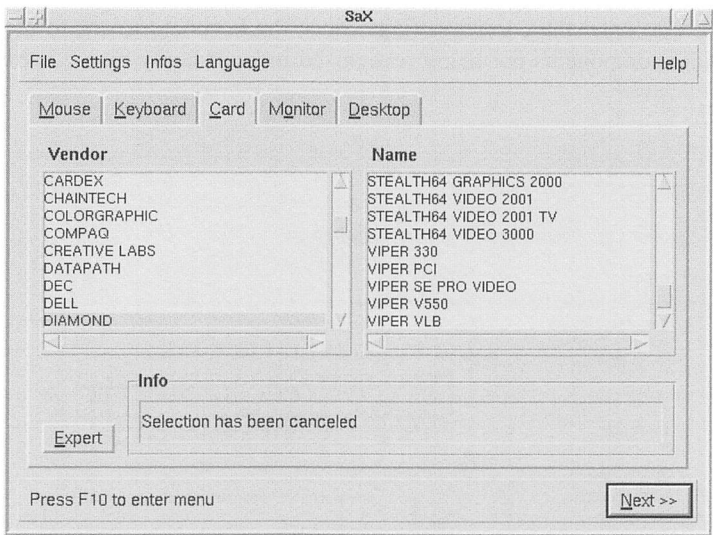 SaX
File Settings Infos Language Help
Mouse Keyboard Card Monitor Desktop
Vendor
CARDEX
CHAINTECH
COLORGRAPHIC
COMPAQ
CREATIVE LABS
DATAPATH
DEC
DELL
DIAMOND
Name
STEALTH64 GRAPHICS 2000
STEALTH64 VIDEO 2001
STEALTH64 VIDEO 2001 TV
STEALTH64 VIDEO 3000
VIPER 330
VIPER PCI
VIPER SE PRO VIDEO
VIPER V550
VIPER VLB
Info
Selection has been canceled
Expert
Press F10 to enter menu
Next >>